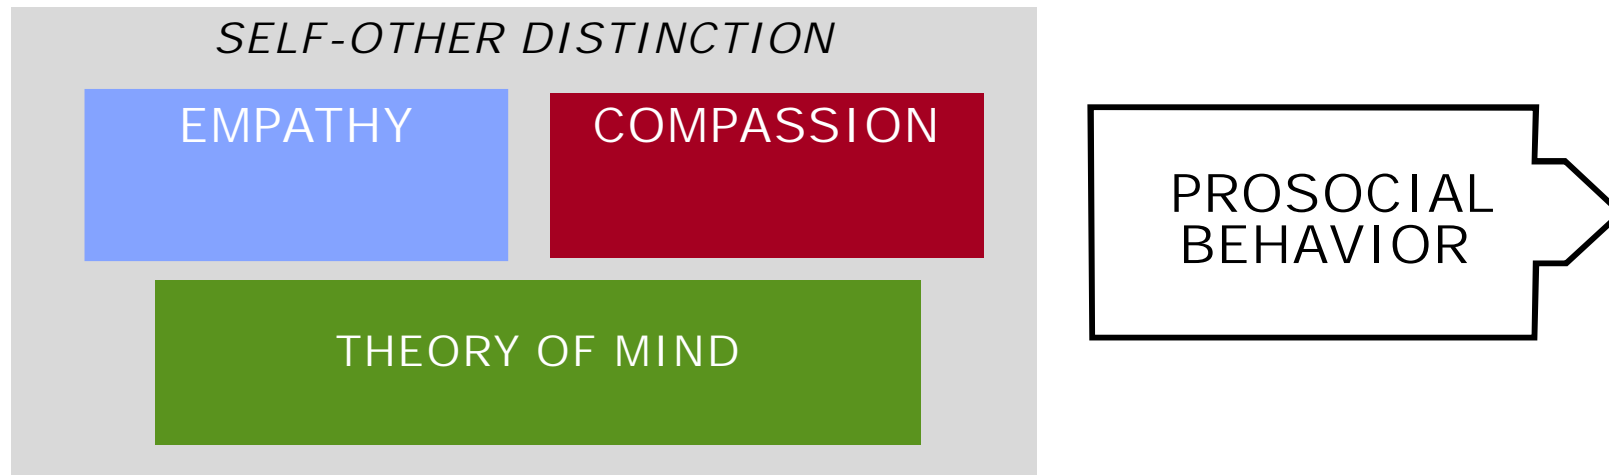 SELF-OTHER DISTINCTION
EMPATHY
COMPASSION
THEORY OF MIND
PROSOCIAL
BEHAVIOR